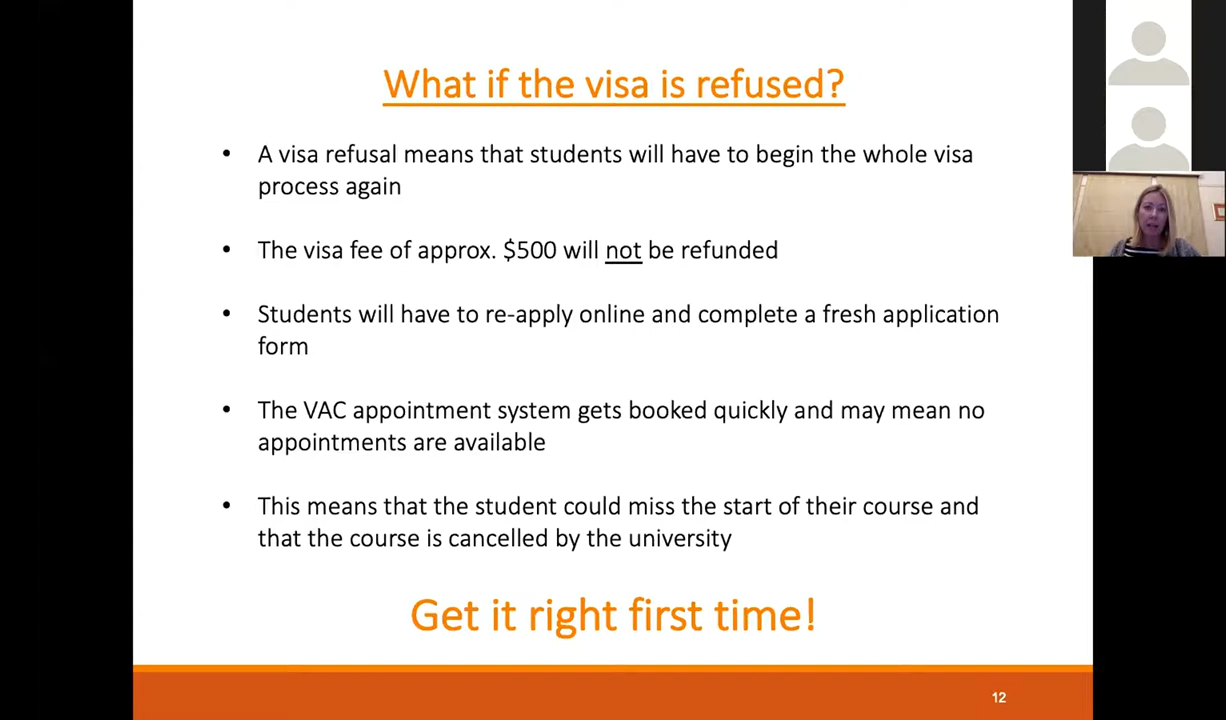 What if the visa is refused?
• A visa refusal means that students will have to begin the whole visa
process again
• The visa fee of approx. $500 will not be refunded
• Students will have to re-apply online and complete a fresh application
form
• The VAC appointment system gets booked quickly and may mean no
appointments are available
• This means that the student could miss the start of their course and
that the course is cancelled by the university
Get it right first time!
12